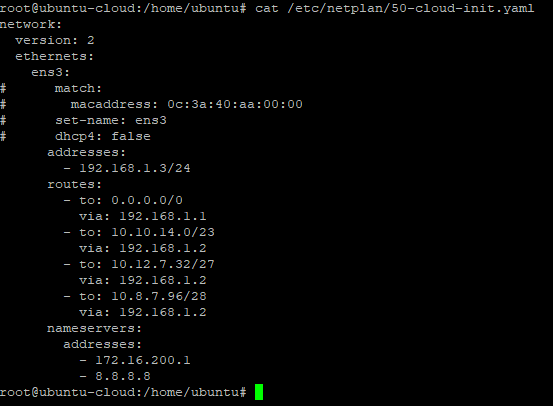 root@ubuntu-cloud:/home/ubuntu# cat /etc/netplan/50-cloud-init.yaml
network:
  version: 2
  ethernets:
    ens3:
#      match:
#        macaddress: 0c:3a:40:aa:00:00
#      set-name: ens3
#      dhcp4: false
      addresses:
        - 192.168.1.3/24
      routes:
        - to: 0.0.0.0/0
          via: 192.168.1.1
        - to: 10.10.14.0/23
          via: 192.168.1.2
        - to: 10.12.7.32/27
          via: 192.168.1.2
        - to: 10.8.7.96/28
          via: 192.168.1.2
      nameservers:
        addresses:
          - 172.16.200.1
          - 8.8.8.8
root@ubuntu-cloud:/home/ubuntu#